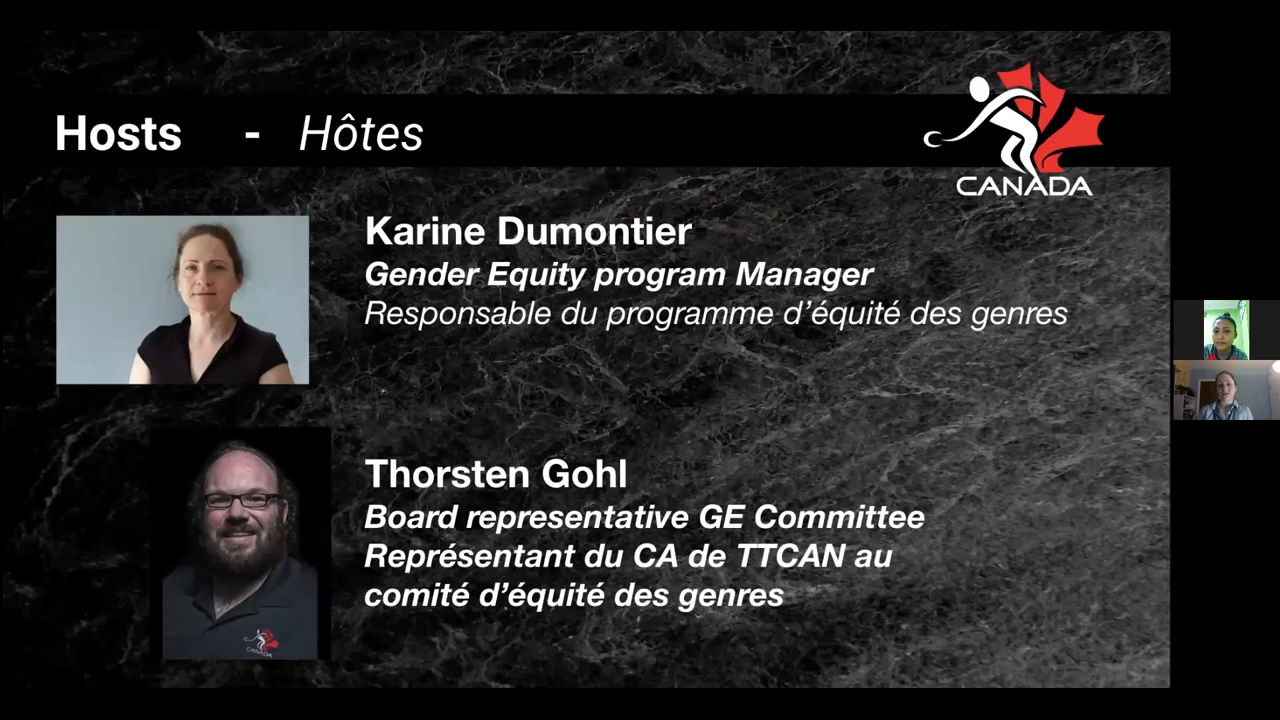 Hosts - Hôtes
CANADA
Karine Dumontier
Gender Equity program Manager
Responsable du programme d'équité des genres
Thorsten Gohl
Board representative GE Committee
Représentant du CA de TTCAN au
comité d'équité des genres
CANADA